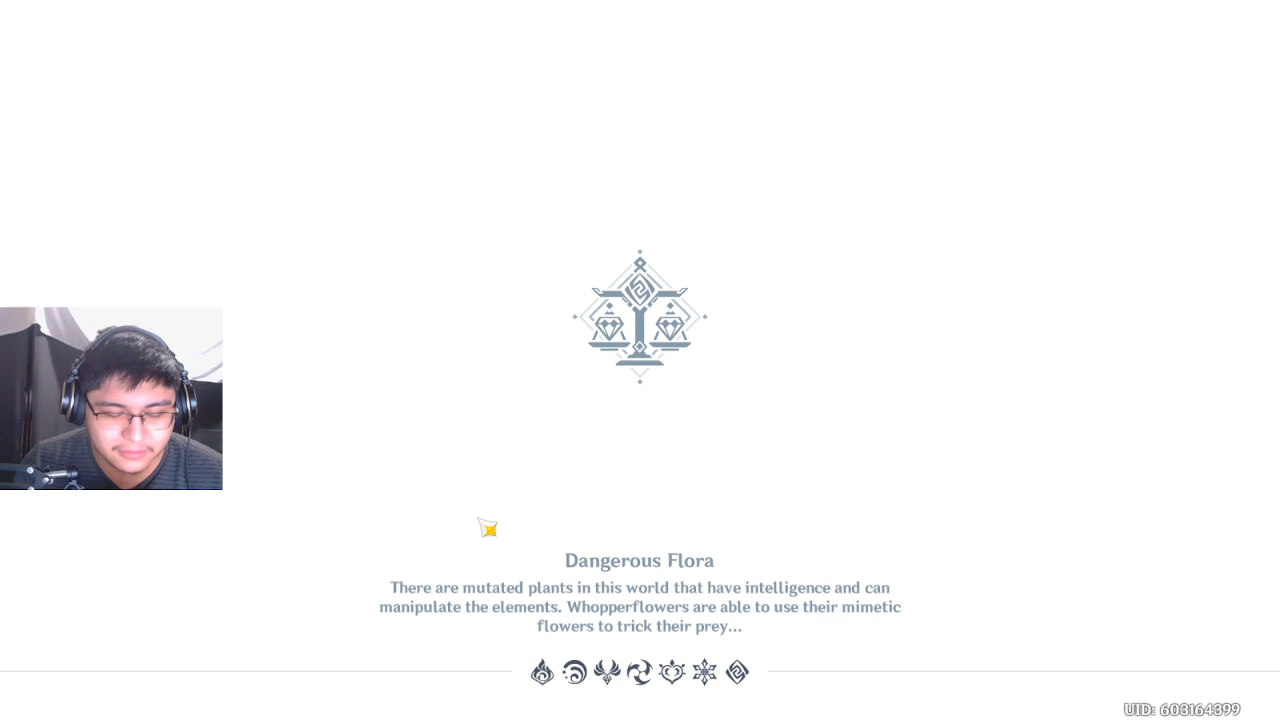 Dangerous Flora
There are mutated plants in this world that have intelligence and can
manipulate the elements. Whopperflowers are able to use their mimetic
flowers to trick their prey...
UID: 603164399